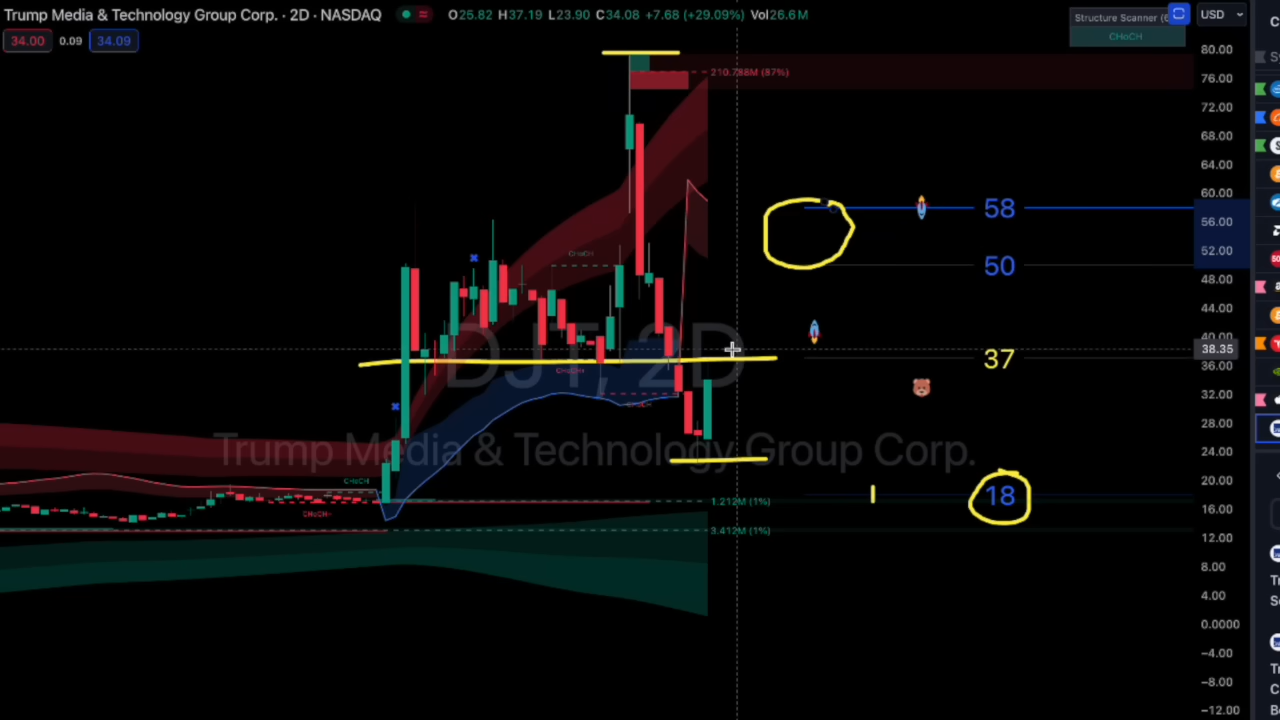 Trump Media & Technology Group Corp. · 2D · NASDAQ
O25.82 H37.19 L23.90 C34.08 +7.68 (+29.09%) Vol26.6M
34.00 0.09 34.09
Structure Scanner
CHoCH
USD
80.00
76.00
72.00
68.00
64.00
60.00
56.00
52.00
48.00
44.00
40.00
38.35
36.00
32.00
28.00
24.00
20.00
16.00
12.00
8.00
4.00
0.0000
−4.00
−8.00
−12.00
210.788M (87%)
58
CHoCH
50
37
CHoCH+
DJT, 2D
Trump Media & Technology Group Corp.
CHoCH
18
1.212M (1%)
CHoCH+
3.412M (1%)